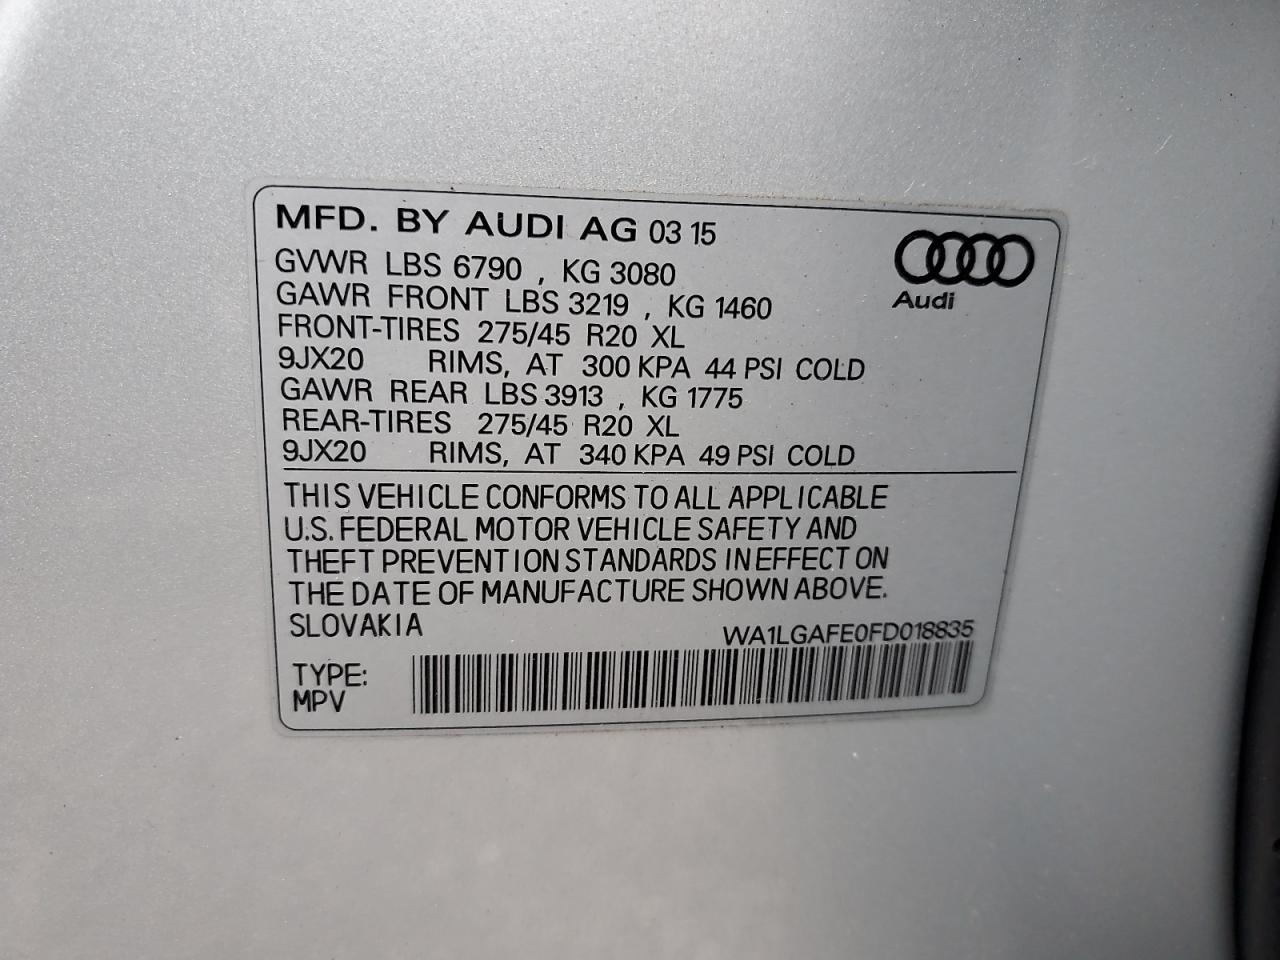 MFD. BY AUDI AG 03 15
GVWR LBS 6790 , KG 3080
GAWR FRONT LBS 3219 , KG 1460
Audi
FRONT-TIRES 275/45 R20 XL
9JX20 RIMS, AT 300 KPA 44 PSI COLD
GAWR REAR LBS 3913 , KG 1775
REAR-TIRES 275/45 R20 XL
9JX20 RIMS, AT 340 KPA 49 PSI COLD
THIS VEHICLE CONFORMS TO ALL APPLICABLE
U.S. FEDERAL MOTOR VEHICLE SAFETY AND
THEFT PREVENTION STANDARDS IN EFFECT ON
THE DATE OF MANUFACTURE SHOWN ABOVE.
SLOVAKIA WA1LGAFE0FD018835
TYPE:
MPV